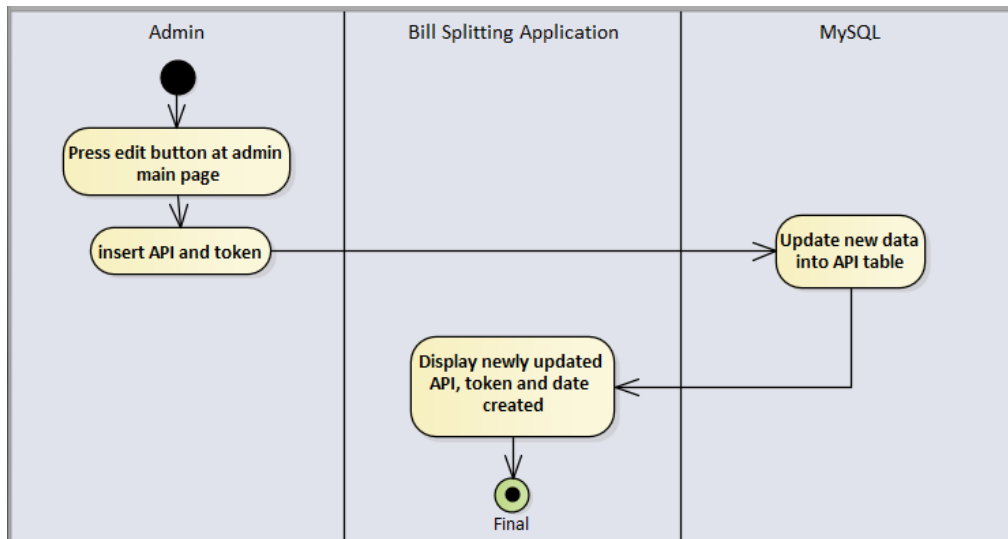 Admin
Bill Splitting Application
MySQL
Press edit button at admin
main page
insert API and token
Update new data
into API table
Display newly updated
API, token and date
created
Final